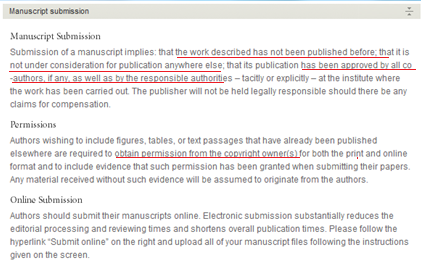 Manuscript submission
Manuscript Submission
Submission of a manuscript implies: that the work described has not been published before; that it is
not under consideration for publication anywhere else; that its publication has been approved by all co
-authors, if any, as well as by the responsible authorities – tacitly or explicitly – at the institute where
the work has been carried out. The publisher will not be held legally responsible should there be any
claims for compensation.
Permissions
Authors wishing to include figures, tables, or text passages that have already been published
elsewhere are required to obtain permission from the copyright owner(s) for both the print and online
format and to include evidence that such permission has been granted when submitting their papers.
Any material received without such evidence will be assumed to originate from the authors.
Online Submission
Authors should submit their manuscripts online. Electronic submission substantially reduces the
editorial processing and reviewing times and shortens overall publication times. Please follow the
hyperlink “Submit online” on the right and upload all of your manuscript files following the instructions
given on the screen.